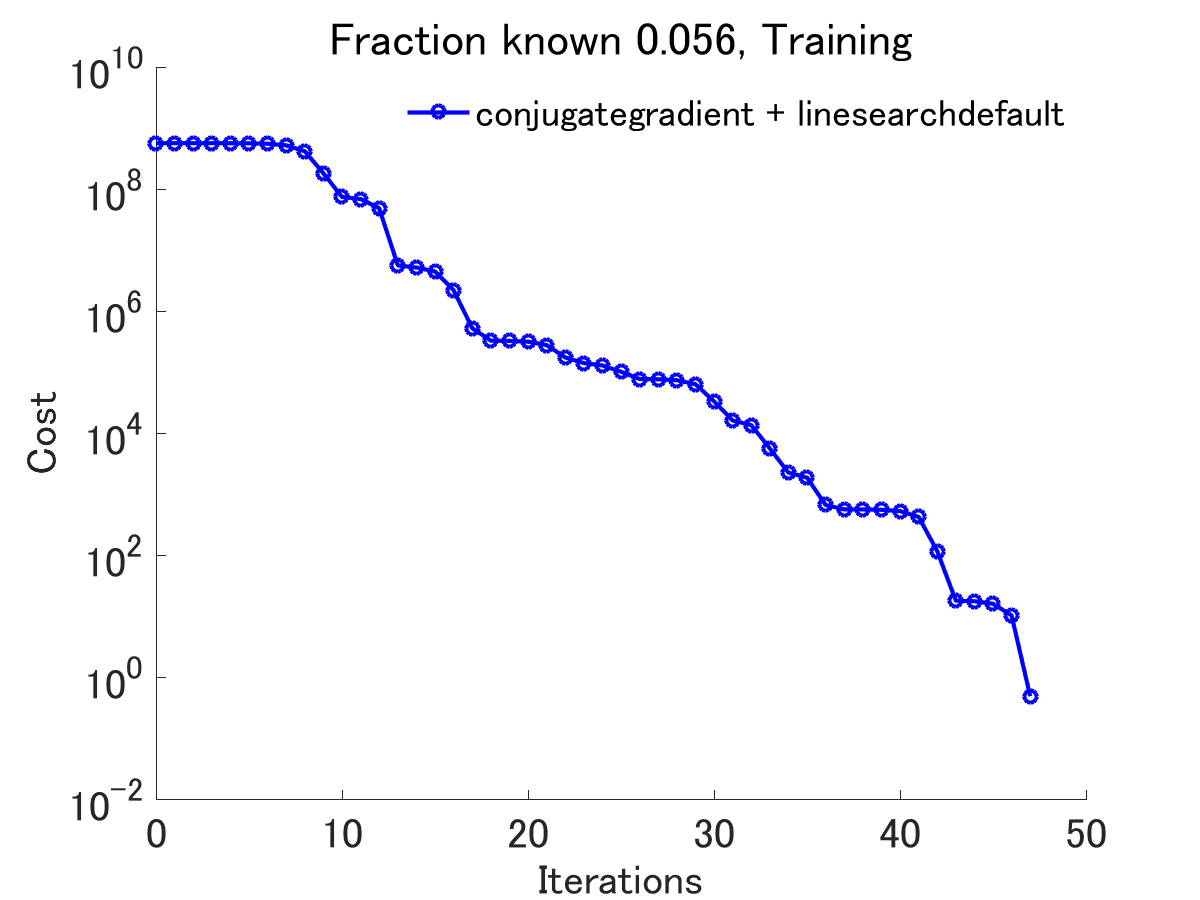 Fraction known 0.056, Training
conjugategradient + linesearchdefault
10^10
10^8
10^6
10^4
10^2
10^0
10^-2
Cost
0 10 20 30 40 50
Iterations